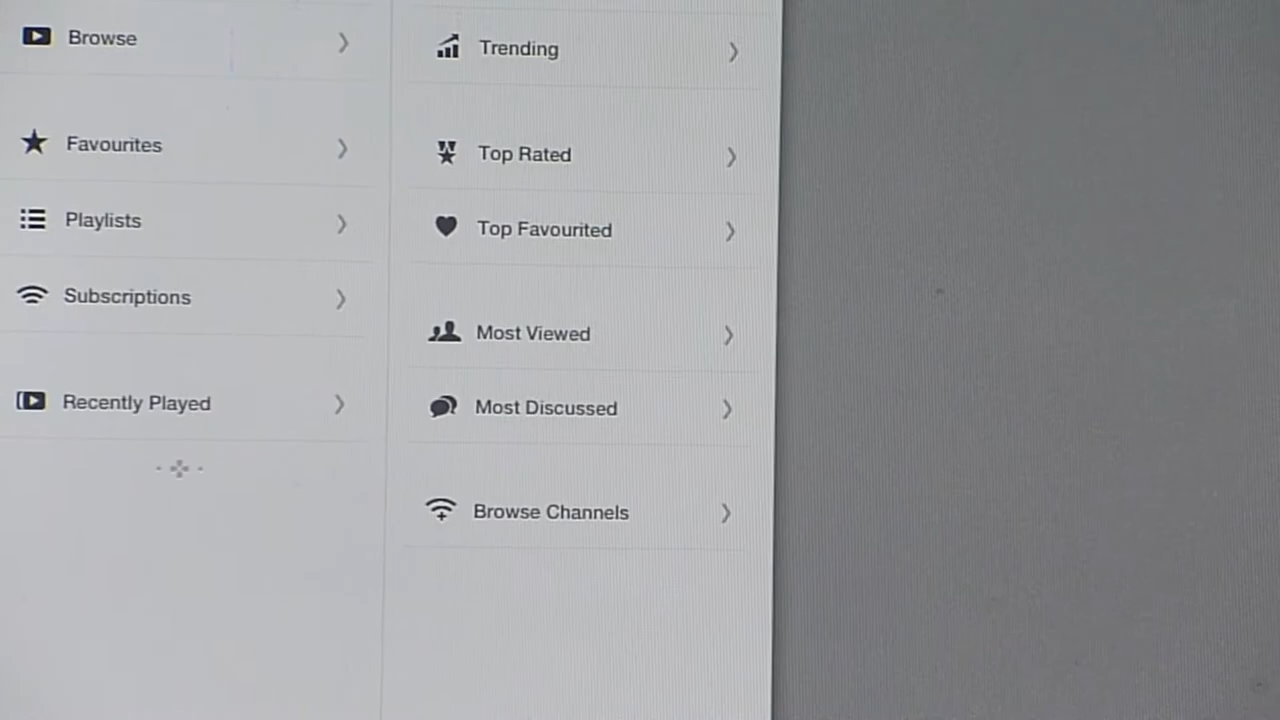 Browse
Favourites
Playlists
Subscriptions
Recently Played
Trending
Top Rated
Top Favourited
Most Viewed
Most Discussed
Browse Channels